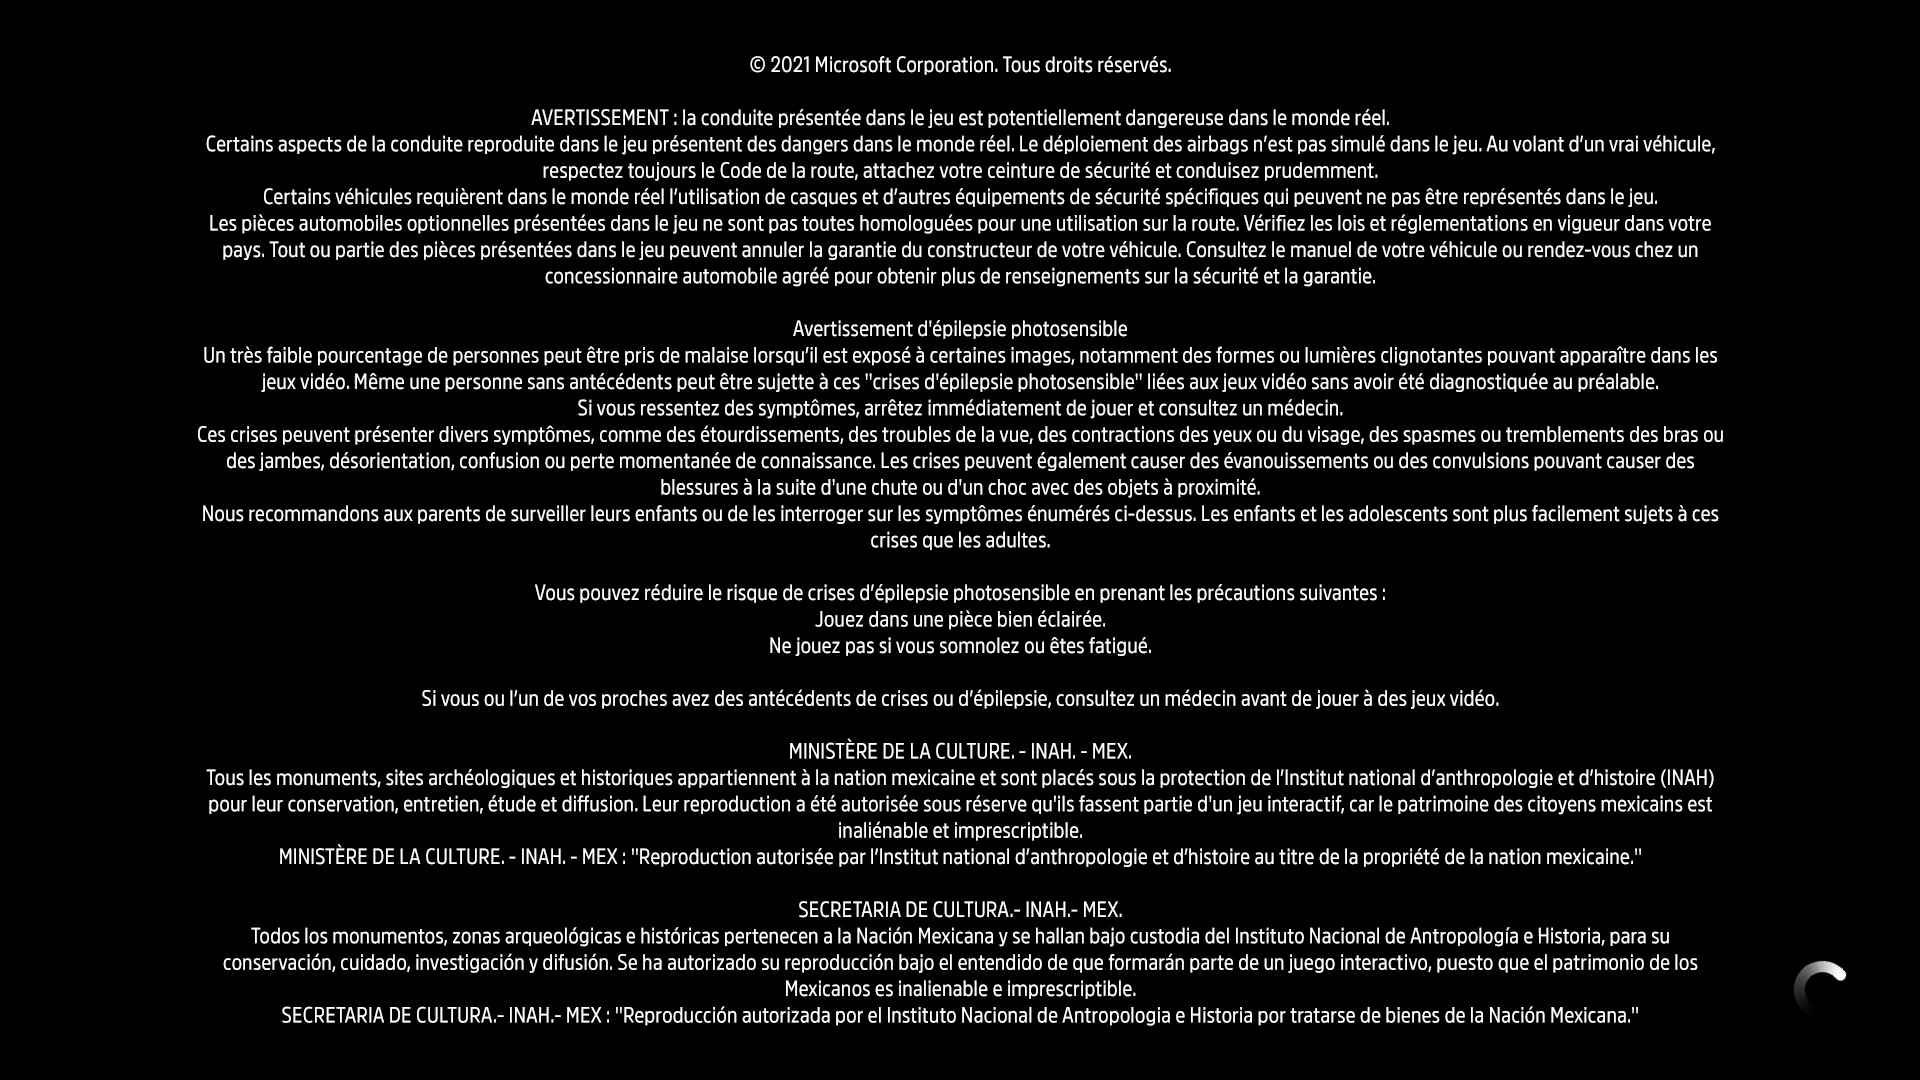 © 2021 Microsoft Corporation. Tous droits réservés.
AVERTISSEMENT : la conduite présentée dans le jeu est potentiellement dangereuse dans le monde réel.
Certains aspects de la conduite reproduite dans le jeu présentent des dangers dans le monde réel. Le déploiement des airbags n’est pas simulé dans le jeu. Au volant d’un vrai véhicule,
respectez toujours le Code de la route, attachez votre ceinture de sécurité et conduisez prudemment.
Certains véhicules requièrent dans le monde réel l’utilisation de casques et d’autres équipements de sécurité spécifiques qui peuvent ne pas être représentés dans le jeu.
Les pièces automobiles optionnelles présentées dans le jeu ne sont pas toutes homologuées pour une utilisation sur la route. Vérifiez les lois et réglementations en vigueur dans votre
pays. Tout ou partie des pièces présentées dans le jeu peuvent annuler la garantie du constructeur de votre véhicule. Consultez le manuel de votre véhicule ou rendez-vous chez un
concessionnaire automobile agréé pour obtenir plus de renseignements sur la sécurité et la garantie.
Avertissement d'épilepsie photosensible
Un très faible pourcentage de personnes peut être pris de malaise lorsqu’il est exposé à certaines images, notamment des formes ou lumières clignotantes pouvant apparaître dans les
jeux vidéo. Même une personne sans antécédents peut être sujette à ces "crises d'épilepsie photosensible" liées aux jeux vidéo sans avoir été diagnostiquée au préalable.
Si vous ressentez des symptômes, arrêtez immédiatement de jouer et consultez un médecin.
Ces crises peuvent présenter divers symptômes, comme des étourdissements, des troubles de la vue, des contractions des yeux ou du visage, des spasmes ou tremblements des bras ou
des jambes, désorientation, confusion ou perte momentanée de connaissance. Les crises peuvent également causer des évanouissements ou des convulsions pouvant causer des
blessures à la suite d'une chute ou d'un choc avec des objets à proximité.
Nous recommandons aux parents de surveiller leurs enfants ou de les interroger sur les symptômes énumérés ci-dessus. Les enfants et les adolescents sont plus facilement sujets à ces
crises que les adultes.
Vous pouvez réduire le risque de crises d’épilepsie photosensible en prenant les précautions suivantes :
Jouez dans une pièce bien éclairée.
Ne jouez pas si vous somnolez ou êtes fatigué.
Si vous ou l’un de vos proches avez des antécédents de crises ou d’épilepsie, consultez un médecin avant de jouer à des jeux vidéo.
MINISTÈRE DE LA CULTURE. - INAH. - MEX.
Tous les monuments, sites archéologiques et historiques appartiennent à la nation mexicaine et sont placés sous la protection de l’Institut national d’anthropologie et d’histoire (INAH)
pour leur conservation, entretien, étude et diffusion. Leur reproduction a été autorisée sous réserve qu'ils fassent partie d'un jeu interactif, car le patrimoine des citoyens mexicains est
inaliénable et imprescriptible.
MINISTÈRE DE LA CULTURE. - INAH. - MEX : "Reproduction autorisée par l’Institut national d’anthropologie et d’histoire au titre de la propriété de la nation mexicaine."
SECRETARIA DE CULTURA.- INAH.- MEX.
Todos los monumentos, zonas arqueológicas e históricas pertenecen a la Nación Mexicana y se hallan bajo custodia del Instituto Nacional de Antropología e Historia, para su
conservación, cuidado, investigación y difusión. Se ha autorizado su reproducción bajo el entendido de que formarán parte de un juego interactivo, puesto que el patrimonio de los
Mexicanos es inalienable e imprescriptible.
SECRETARIA DE CULTURA.- INAH.- MEX : "Reproducción autorizada por el Instituto Nacional de Antropologia e Historia por tratarse de bienes de la Nación Mexicana."